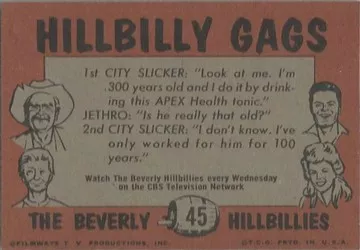 HILLBILLY GAGS
1st CITY SLICKER: "Look at me. I'm
300 years old and I do it by drink-
ing this APEX Health tonic."
JETHRO: "Is he really that old?"
2nd CITY SLICKER: "I don't know. I've
only worked for him for 100
years."
Watch The Beverly Hillbillies every Wednesday
on the CBS Television Network
THE BEVERLY 45 HILLBILLIES
©FILMWAYS T V PRODUCTIONS, INC. ©T.C.G. PRTD. IN U.S.A.